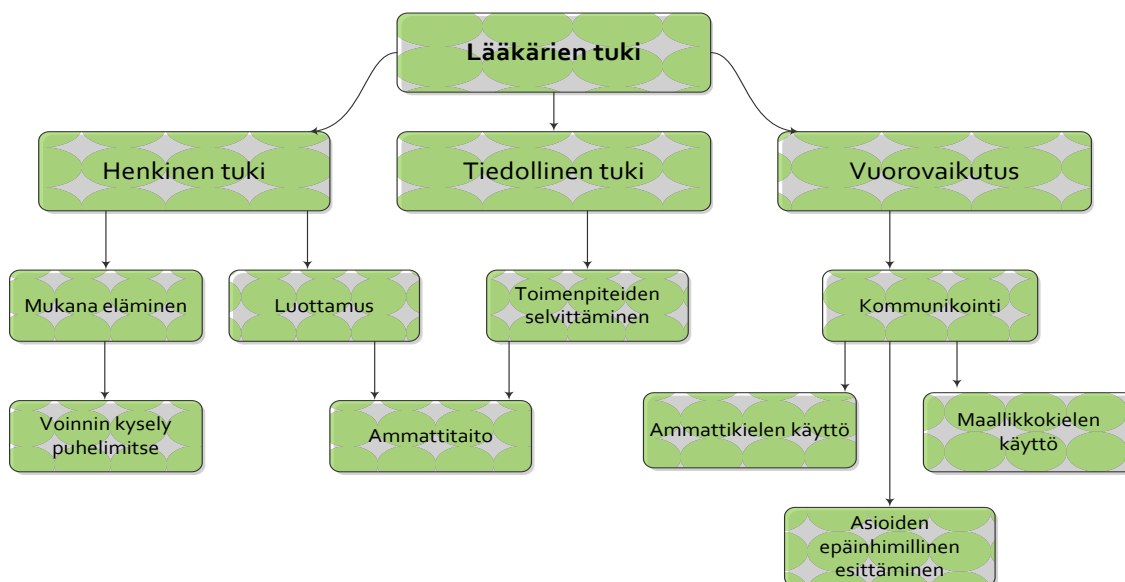 Lääkärien tuki
Henkinen tuki
Tiedollinen tuki
Vuorovaikutus
Mukana eläminen
Luottamus
Toimenpiteiden
selvittäminen
Kommunikointi
Voinnin kysely
puhelimitse
Ammattitaito
Ammattikielen käyttö
Maallikkokielen
käyttö
Asioiden
epäinhimillinen
esittäminen